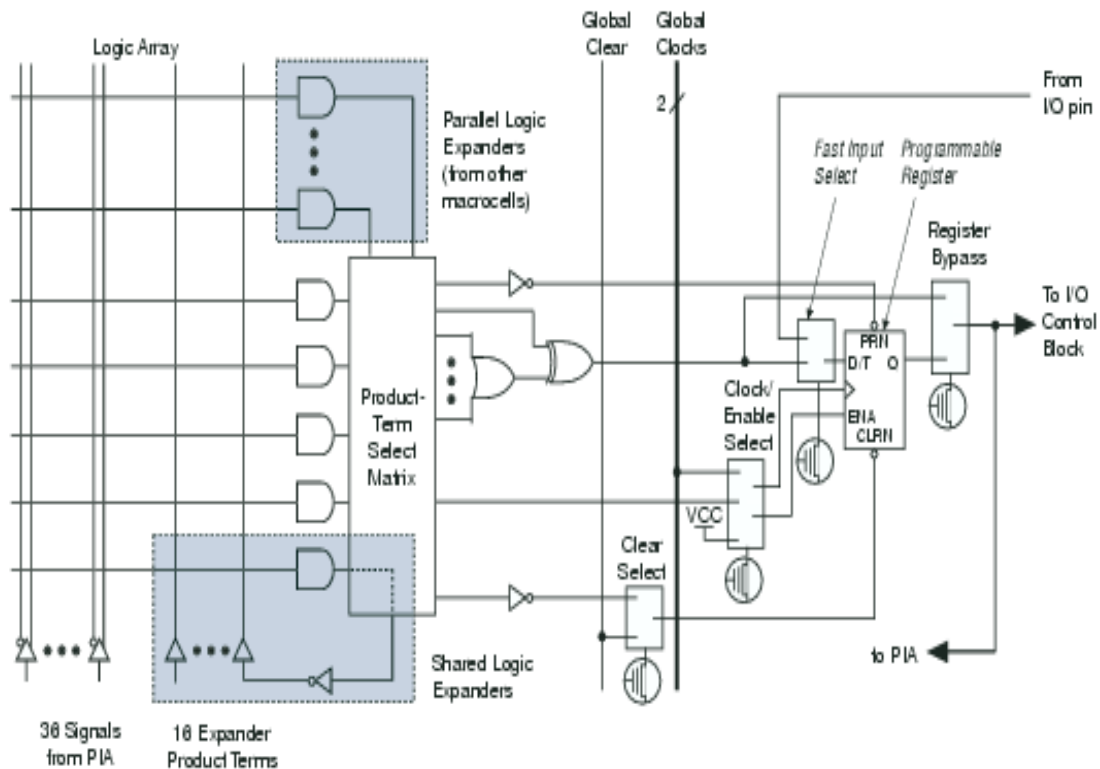 Global
Clear
Global
Clocks
Logic Array
2
From
I/O pin
Parallel Logic
Expanders
(from other
macrocells)
Fast Input
Select
Programmable
Register
Register
Bypass
To I/O
Control
Block
PRN
D/T Q
ENA
CLRN
Product-
Term
Select
Matrix
Clock/
Enable
Select
VCC
Clear
Select
Shared Logic
Expanders
to PIA
36 Signals
from PIA
16 Expander
Product Terms